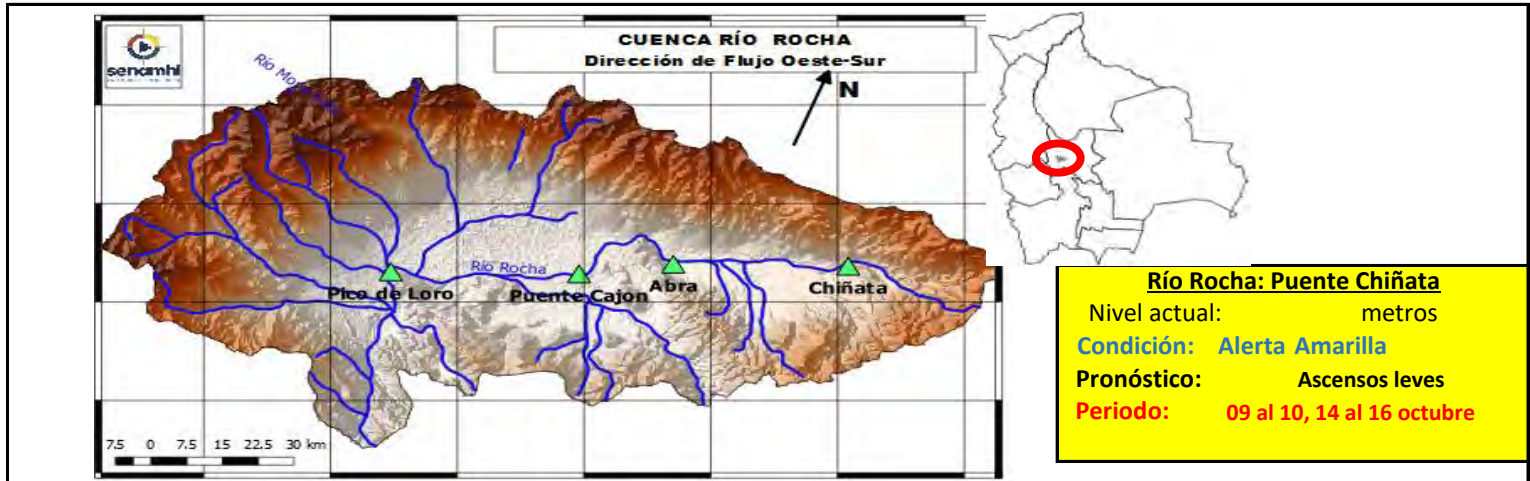 senamhi
CUENCA RÍO ROCHA
Dirección de Flujo Oeste-Sur
N
Río Rocha
Pico de Loro
Puente Cajon
Abra
Chiñata
7.5 0 7.5 15 22.5 30 km
Río Rocha: Puente Chiñata
Nivel actual: metros
Condición: Alerta Amarilla
Pronóstico: Ascensos leves
Periodo: 09 al 10, 14 al 16 octubre